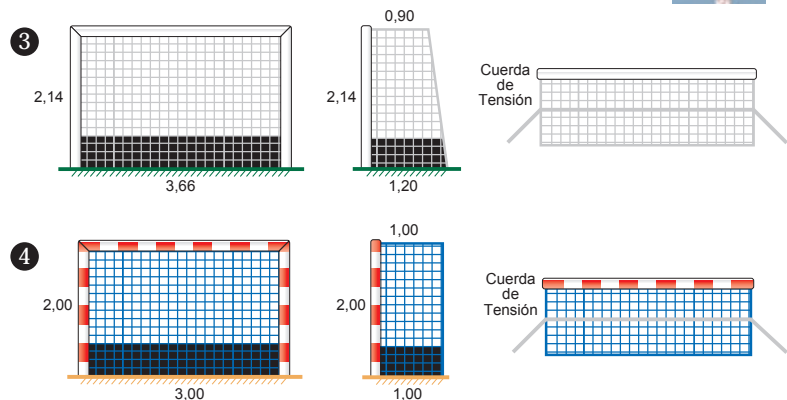 3
0,90
2,14
2,14
Cuerda
de
Tensión
3,66
1,20
4
1,00
2,00
2,00
Cuerda
de
Tensión
3,00
1,00